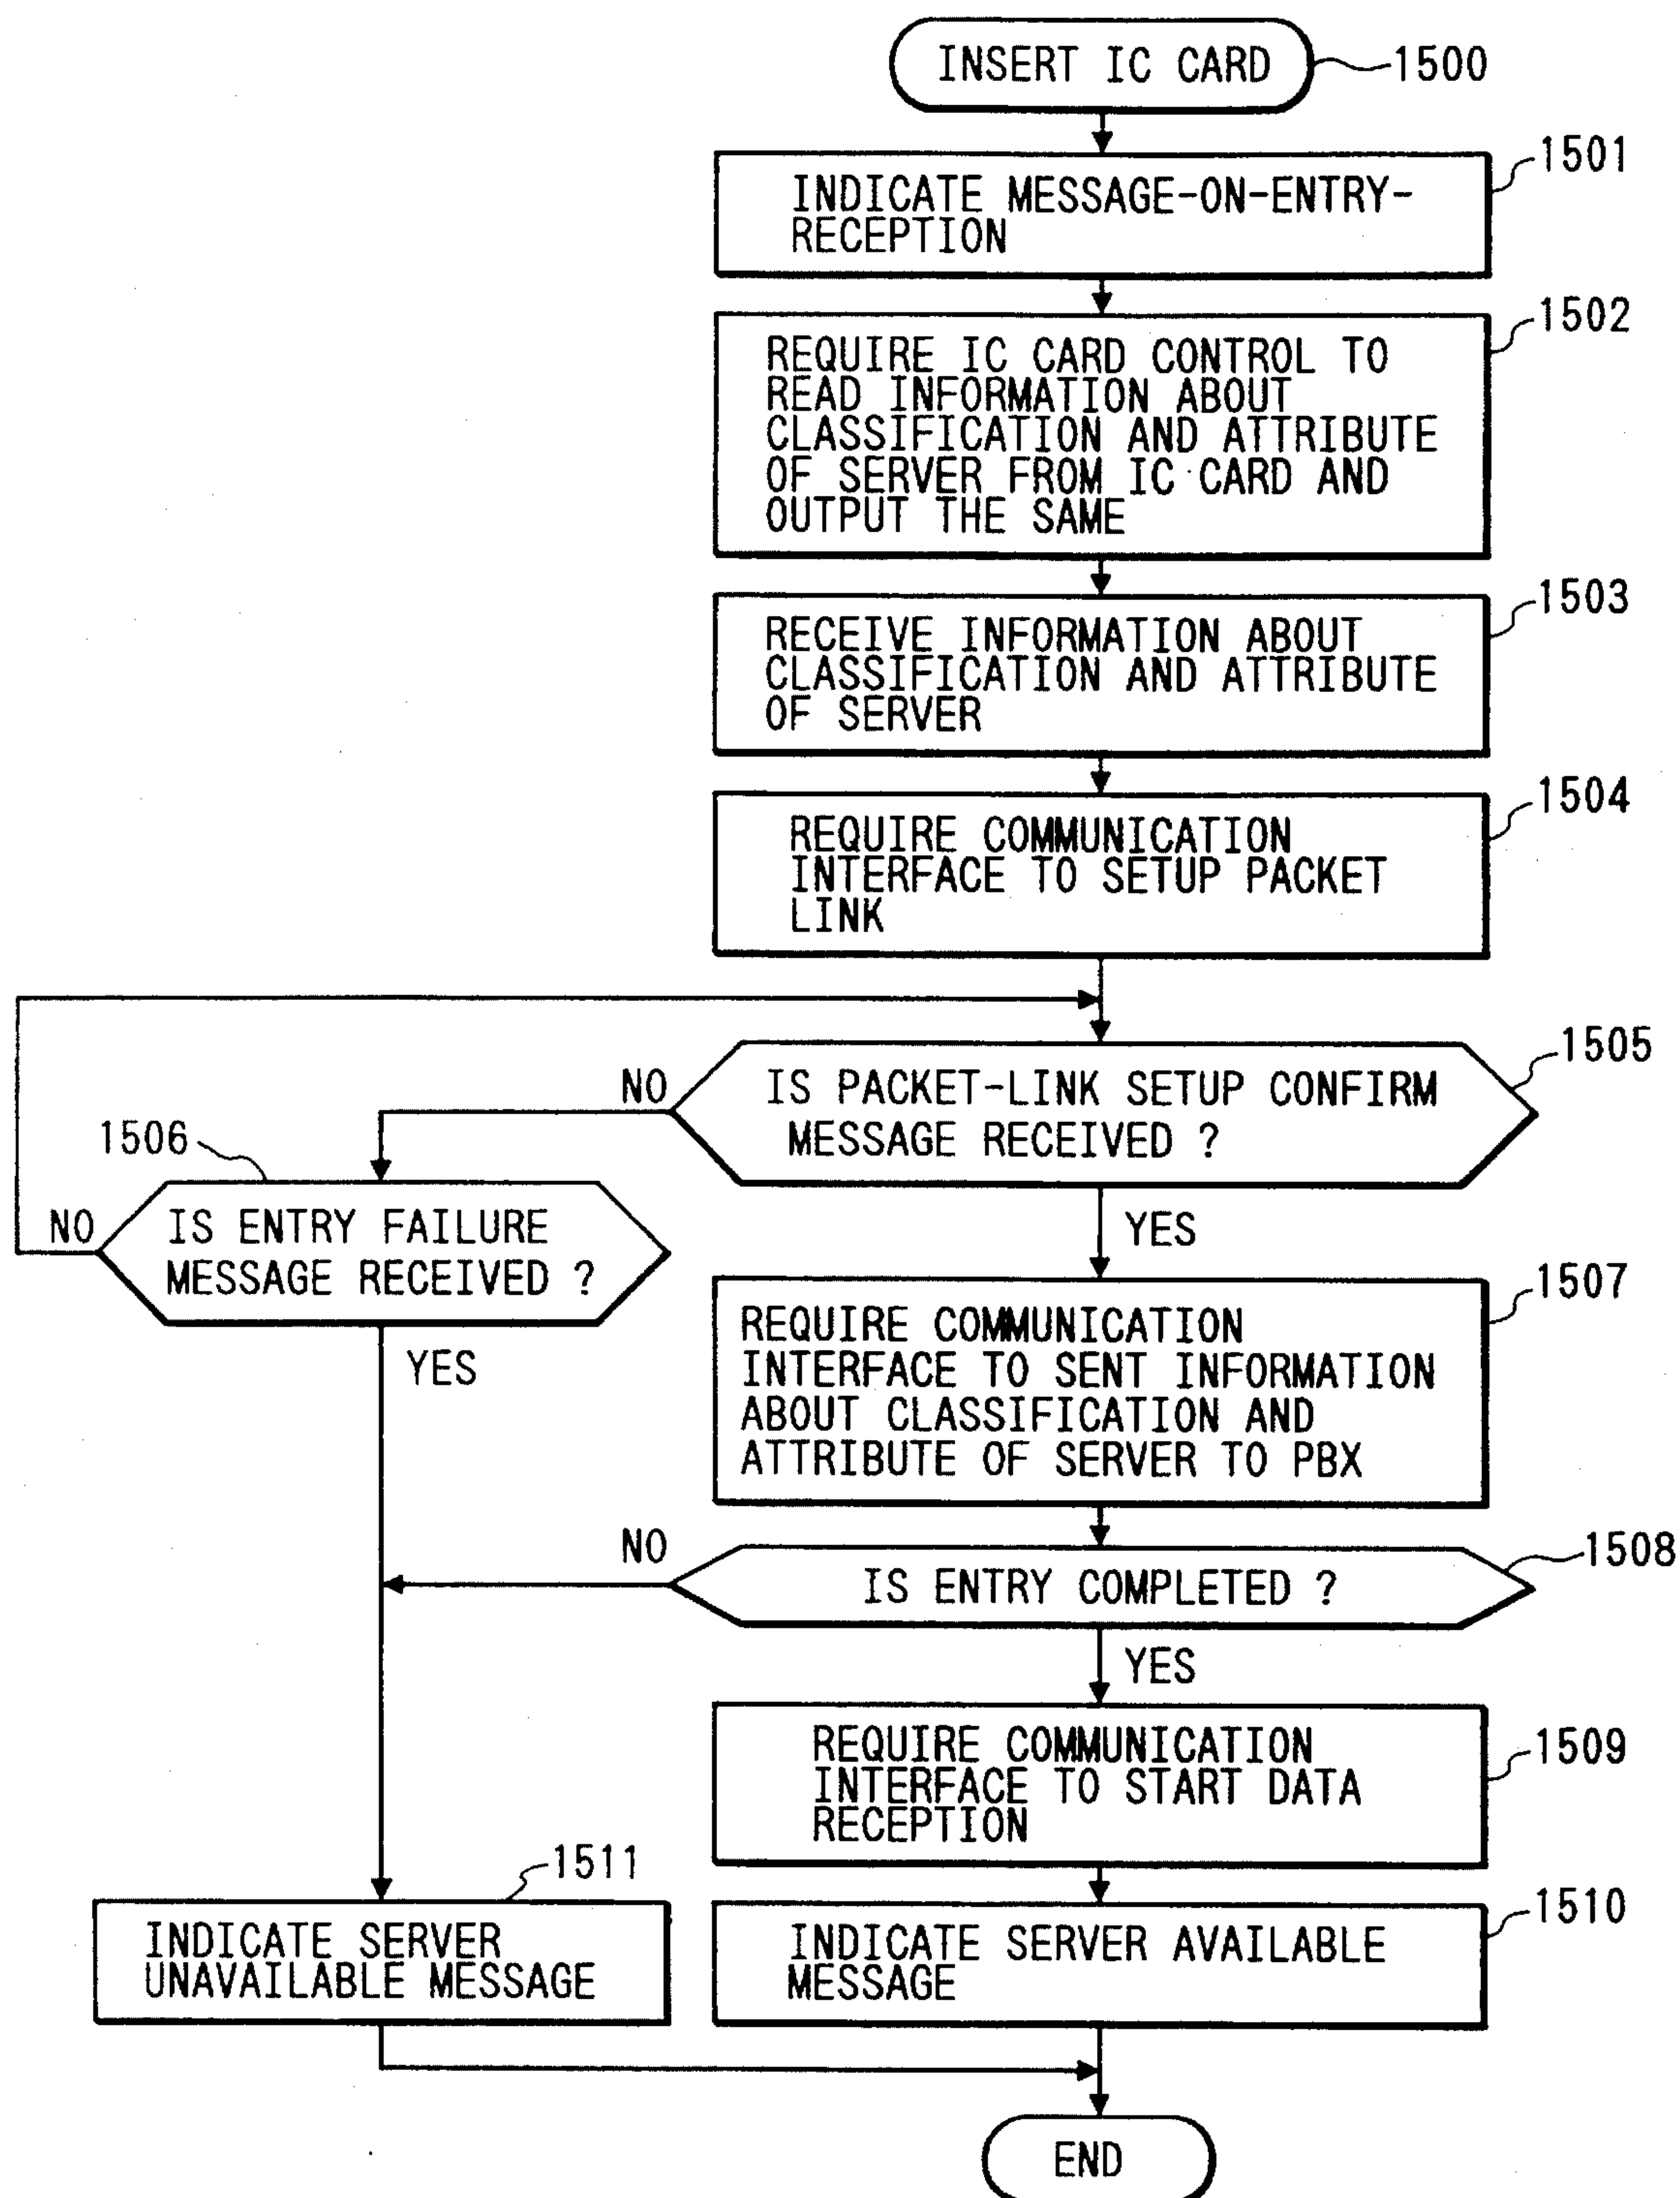 INSERT IC CARD
1500
1501
INDICATE MESSAGE-ON-ENTRY-
RECEPTION
1502
REQUIRE IC CARD CONTROL TO
READ INFORMATION ABOUT
CLASSIFICATION AND ATTRIBUTE
OF SERVER FROM IC CARD AND
OUTPUT THE SAME
1503
RECEIVE INFORMATION ABOUT
CLASSIFICATION AND ATTRIBUTE
OF SERVER
1504
REQUIRE COMMUNICATION
INTERFACE TO SETUP PACKET
LINK
1505
IS PACKET-LINK SETUP CONFIRM
MESSAGE RECEIVED ?
NO
1506
IS ENTRY FAILURE
MESSAGE RECEIVED ?
NO
YES
YES
1507
REQUIRE COMMUNICATION
INTERFACE TO SENT INFORMATION
ABOUT CLASSIFICATION AND
ATTRIBUTE OF SERVER TO PBX
NO
1508
IS ENTRY COMPLETED ?
YES
1509
REQUIRE COMMUNICATION
INTERFACE TO START DATA
RECEPTION
1511
INDICATE SERVER
UNAVAILABLE MESSAGE
1510
INDICATE SERVER AVAILABLE
MESSAGE
END